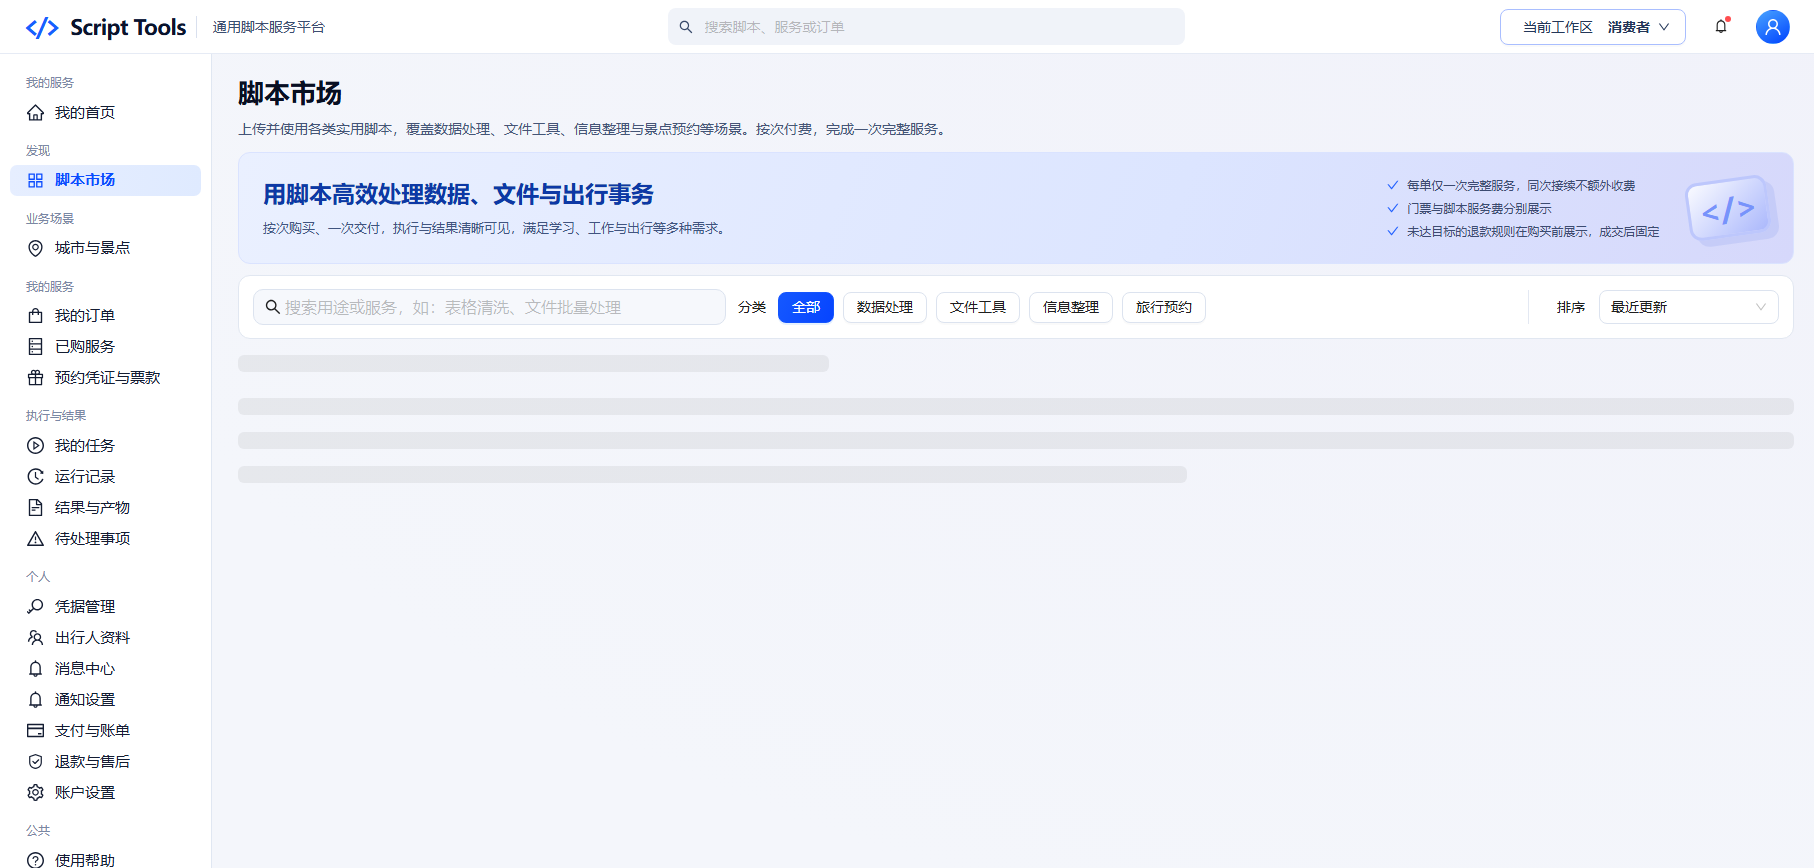 </> Script Tools 通用脚本服务平台
搜索脚本、服务或订单
当前工作区 消费者
我的服务
我的首页
发现
脚本市场
业务场景
城市与景点
我的服务
我的订单
已购服务
预约凭证与票款
执行与结果
我的任务
运行记录
结果与产物
待处理事项
个人
凭据管理
出行人资料
消息中心
通知设置
支付与账单
退款与售后
账户设置
公共
使用帮助
脚本市场
上传并使用各类实用脚本，覆盖数据处理、文件工具、信息整理与景点预约等场景。按次付费，完成一次完整服务。
用脚本高效处理数据、文件与出行事务
按次购买、一次交付，执行与结果清晰可见，满足学习、工作与出行等多种需求。
每单仅一次完整服务，同次接续不额外收费
门票与脚本服务费分别展示
未达目标的退款规则在购买前展示，成交后固定
</>
搜索用途或服务，如：表格清洗、文件批量处理
分类 全部 数据处理 文件工具 信息整理 旅行预约
排序 最近更新